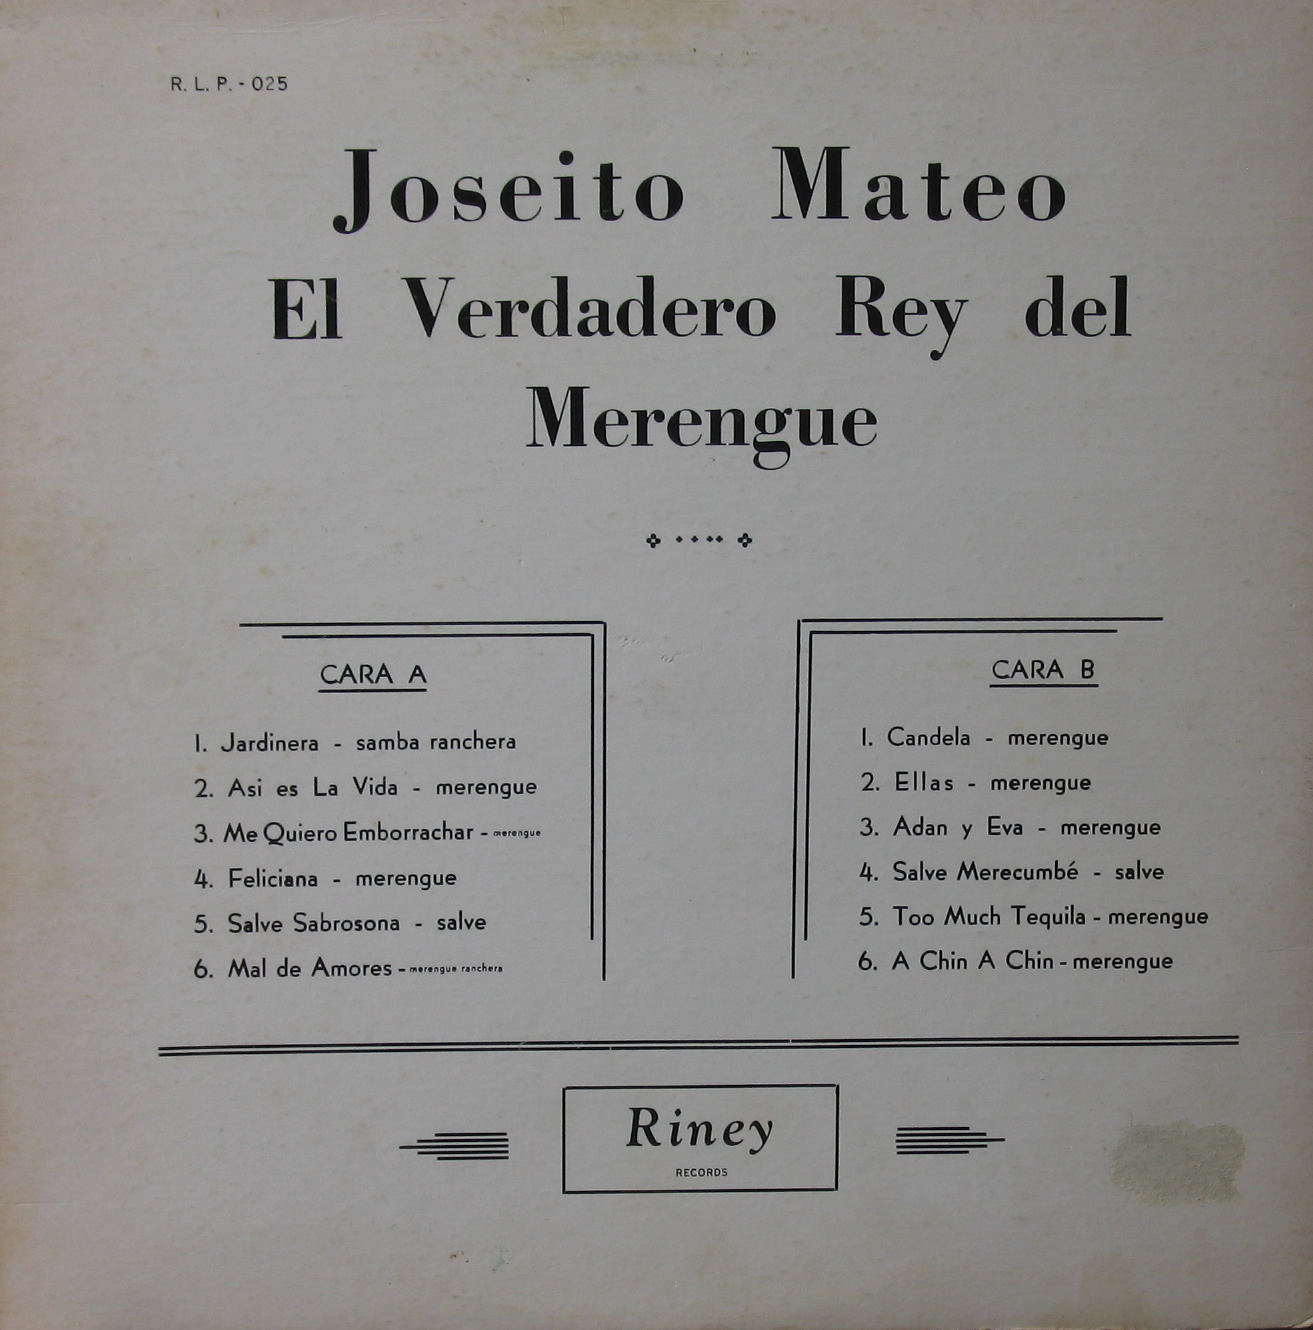 R. L. P. - 025
Joseito Mateo
El Verdadero Rey del
Merengue
CARA A
1. Jardinera - samba ranchera
2. Asi es La Vida - merengue
3. Me Quiero Emborrachar - merengue
4. Feliciana - merengue
5. Salve Sabrosona - salve
6. Mal de Amores - merengue ranchera
CARA B
1. Candela - merengue
2. Ellas - merengue
3. Adan y Eva - merengue
4. Salve Merecumbé - salve
5. Too Much Tequila - merengue
6. A Chin A Chin - merengue
Riney
RECORDS